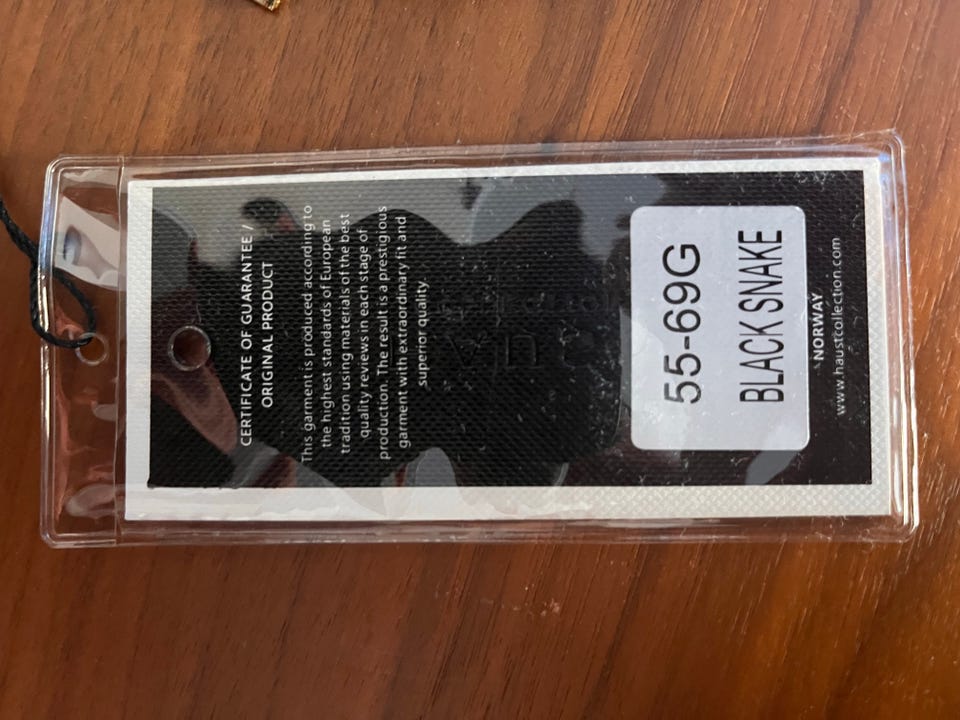 CERTIFICATE OF GUARANTEE /
ORIGINAL PRODUCT
This garment is produced according to
the highest standards of European
tradition using materials of the best
quality reviews in each stage of
production. The result is a prestigious
garment with extraordinary fit and
superior quality.
55-69G
BLACK SNAKE
NORWAY
www.haustcollection.com